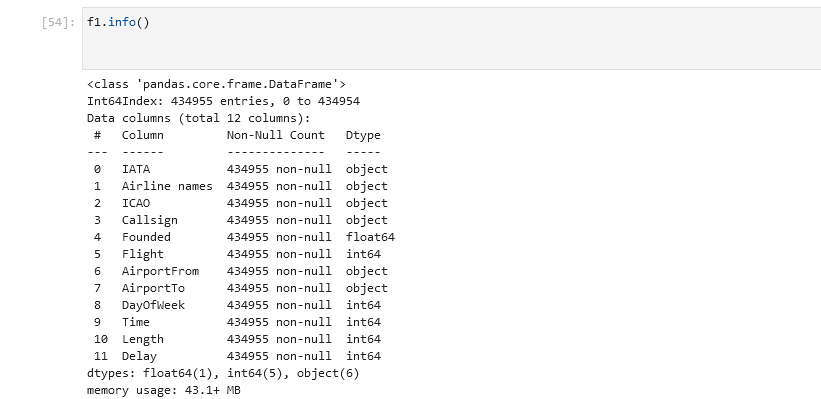 [54]: f1.info()
<class 'pandas.core.frame.DataFrame'>
Int64Index: 434955 entries, 0 to 434954
Data columns (total 12 columns):
 #   Column         Non-Null Count   Dtype
---  ------         --------------   -----
 0   IATA           434955 non-null  object
 1   Airline names  434955 non-null  object
 2   ICAO           434955 non-null  object
 3   Callsign       434955 non-null  object
 4   Founded        434955 non-null  float64
 5   Flight         434955 non-null  int64
 6   AirportFrom    434955 non-null  object
 7   AirportTo      434955 non-null  object
 8   DayOfWeek      434955 non-null  int64
 9   Time           434955 non-null  int64
 10  Length         434955 non-null  int64
 11  Delay          434955 non-null  int64
dtypes: float64(1), int64(5), object(6)
memory usage: 43.1+ MB